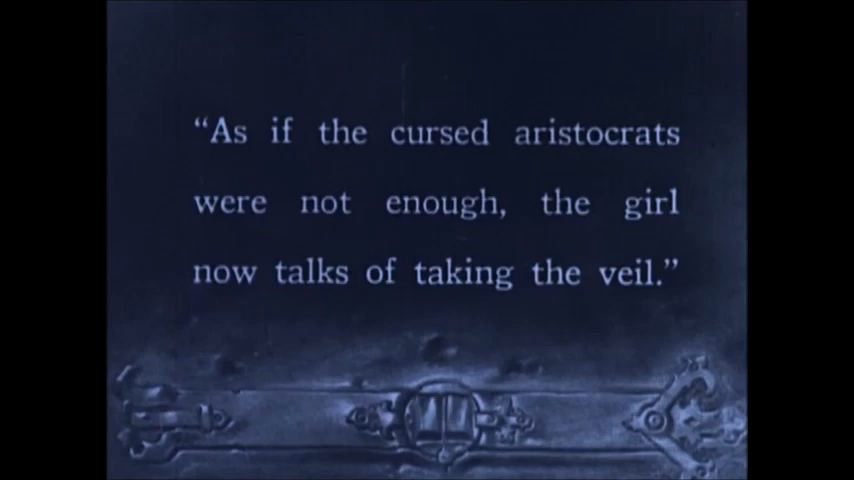 “As if the cursed aristocrats
were not enough, the girl
now talks of taking the veil.”